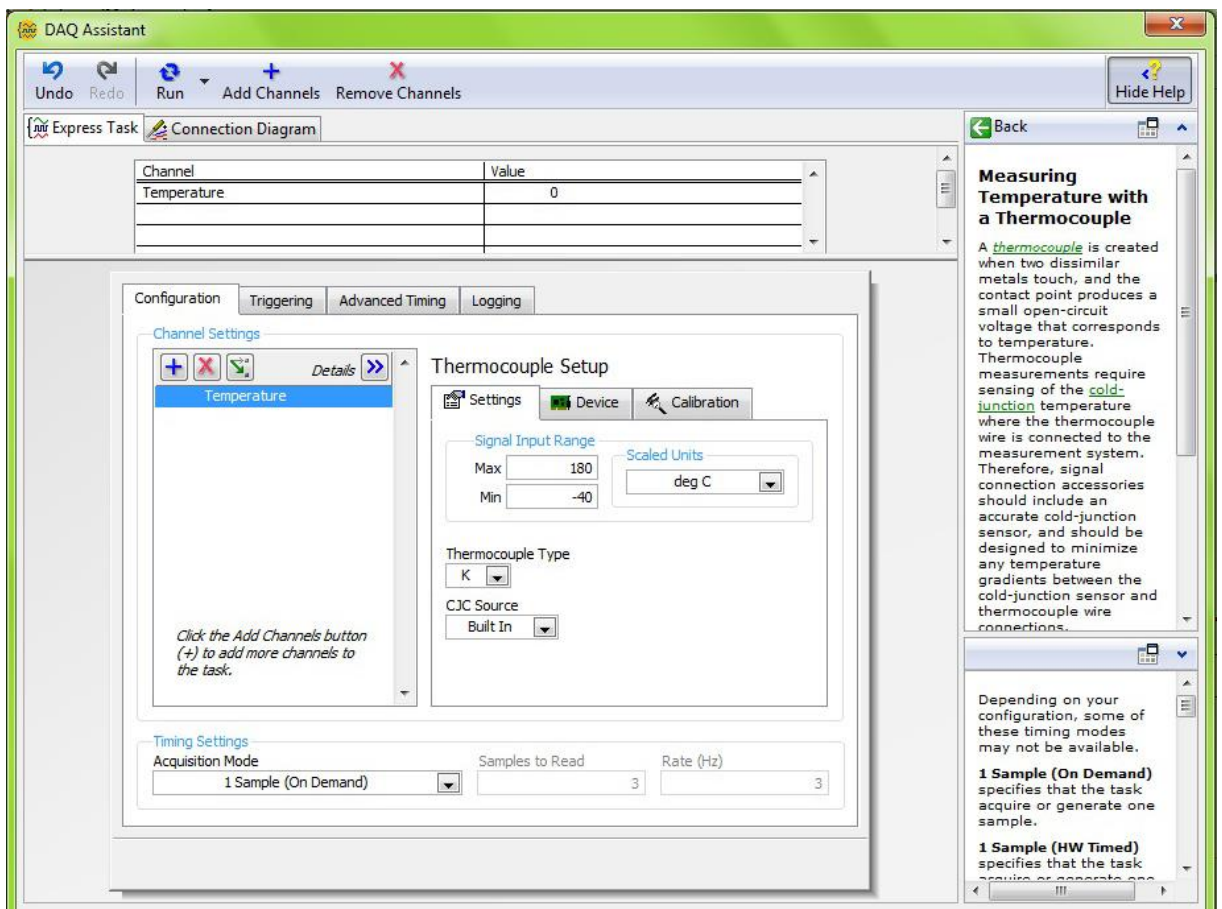 DAQ Assistant
Undo Redo Run Add Channels Remove Channels Hide Help
Express Task Connection Diagram
Channel Value
Temperature 0
Configuration Triggering Advanced Timing Logging
Channel Settings
Details
Temperature
Click the Add Channels button
(+) to add more channels to
the task.
Thermocouple Setup
Settings Device Calibration
Signal Input Range
Max 180
Min -40
Scaled Units
deg C
Thermocouple Type
K
CJC Source
Built In
Timing Settings
Acquisition Mode Samples to Read Rate (Hz)
1 Sample (On Demand) 3 3
Back
Measuring
Temperature with
a Thermocouple
A thermocouple is created
when two dissimilar
metals touch, and the
contact point produces a
small open-circuit
voltage that corresponds
to temperature.
Thermocouple
measurements require
sensing of the cold-
junction temperature
where the thermocouple
wire is connected to the
measurement system.
Therefore, signal
connection accessories
should include an
accurate cold-junction
sensor, and should be
designed to minimize
any temperature
gradients between the
cold-junction sensor and
thermocouple wire
connections.
Depending on your
configuration, some of
these timing modes
may not be available.
1 Sample (On Demand)
specifies that the task
acquire or generate one
sample.
1 Sample (HW Timed)
specifies that the task
acquire or generate one